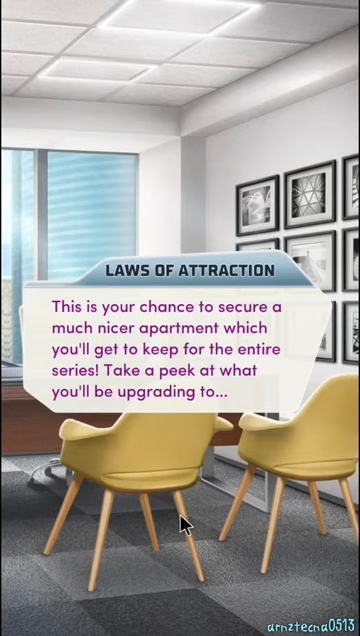 LAWS OF ATTRACTION
This is your chance to secure a
much nicer apartment which
you'll get to keep for the entire
series! Take a peek at what
you'll be upgrading to...
arnztecna0513